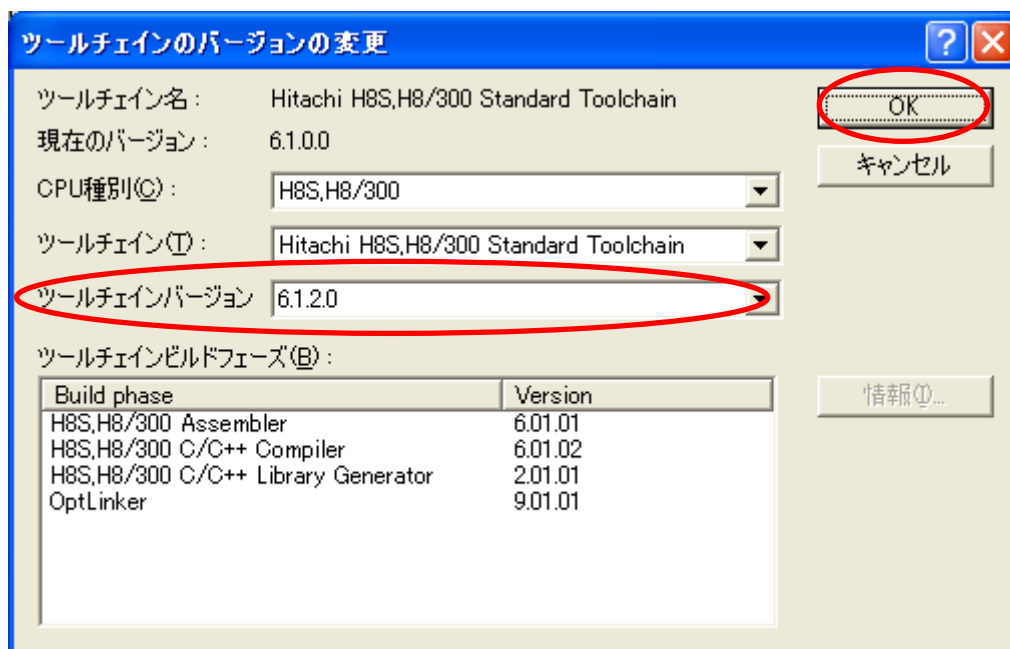 ツールチェインのバージョンの変更
ツールチェイン名： Hitachi H8S,H8/300 Standard Toolchain
OK
現在のバージョン： 6.1.0.0
キャンセル
CPU種別(C)： H8S,H8/300
ツールチェイン(T)： Hitachi H8S,H8/300 Standard Toolchain
ツールチェインバージョン 6.1.2.0
ツールチェインビルドフェーズ(B)：
Build phase Version
情報(I)...
H8S,H8/300 Assembler 6.01.01
H8S,H8/300 C/C++ Compiler 6.01.02
H8S,H8/300 C/C++ Library Generator 2.01.01
OptLinker 9.01.01